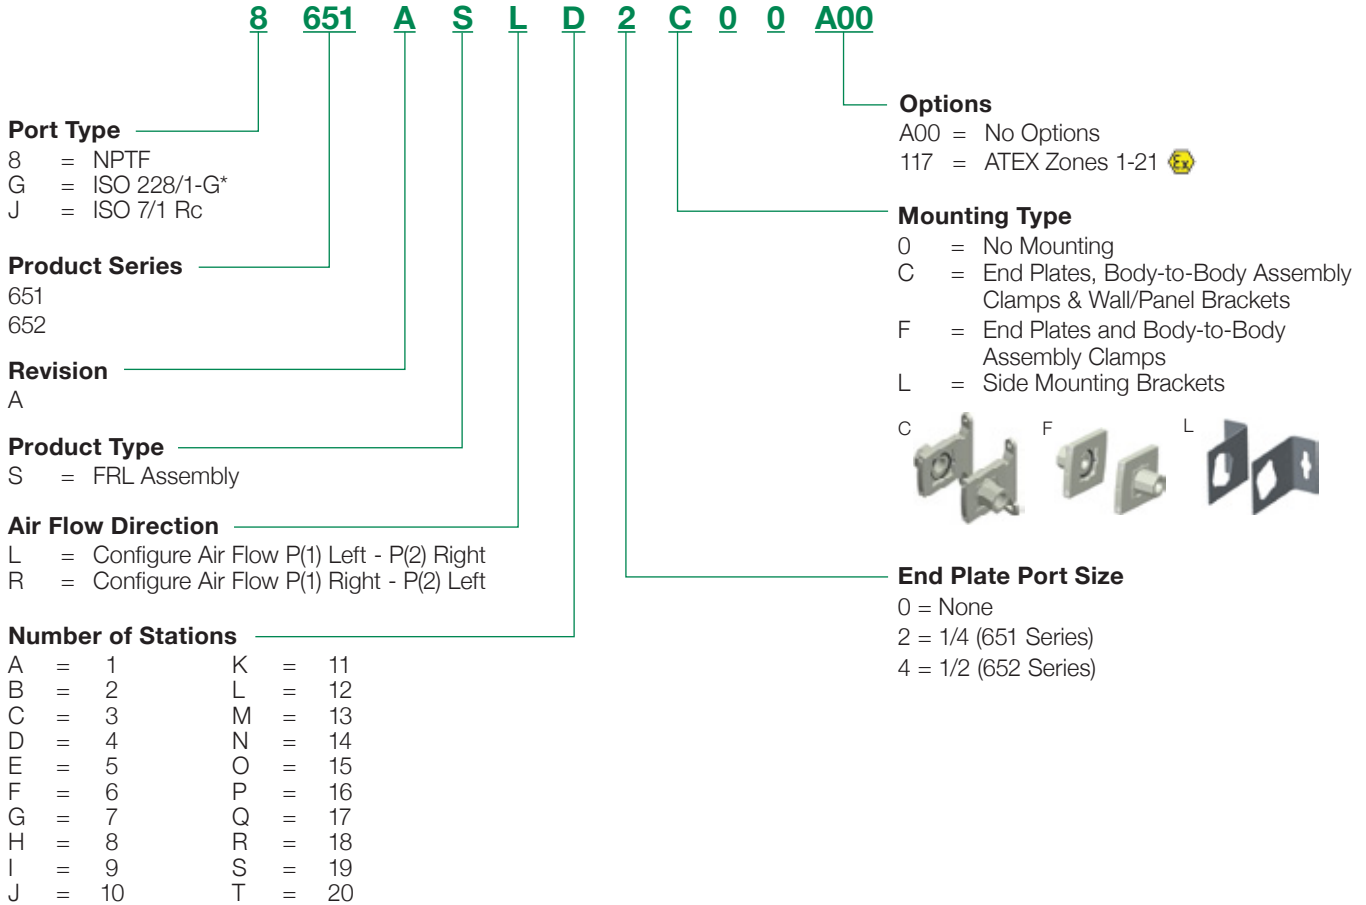 8 651 A S L D 2 C 0 0 A00
Port Type
8 = NPTF
G = ISO 228/1-G*
J = ISO 7/1 Rc
Product Series
651
652
Revision
A
Product Type
S = FRL Assembly
Air Flow Direction
L = Configure Air Flow P(1) Left - P(2) Right
R = Configure Air Flow P(1) Right - P(2) Left
Number of Stations
A = 1 K = 11
B = 2 L = 12
C = 3 M = 13
D = 4 N = 14
E = 5 O = 15
F = 6 P = 16
G = 7 Q = 17
H = 8 R = 18
I = 9 S = 19
J = 10 T = 20
Options
A00 = No Options
117 = ATEX Zones 1-21 Ex
Mounting Type
0 = No Mounting
C = End Plates, Body-to-Body Assembly
Clamps & Wall/Panel Brackets
F = End Plates and Body-to-Body
Assembly Clamps
L = Side Mounting Brackets
C F L
End Plate Port Size
0 = None
2 = 1/4 (651 Series)
4 = 1/2 (652 Series)